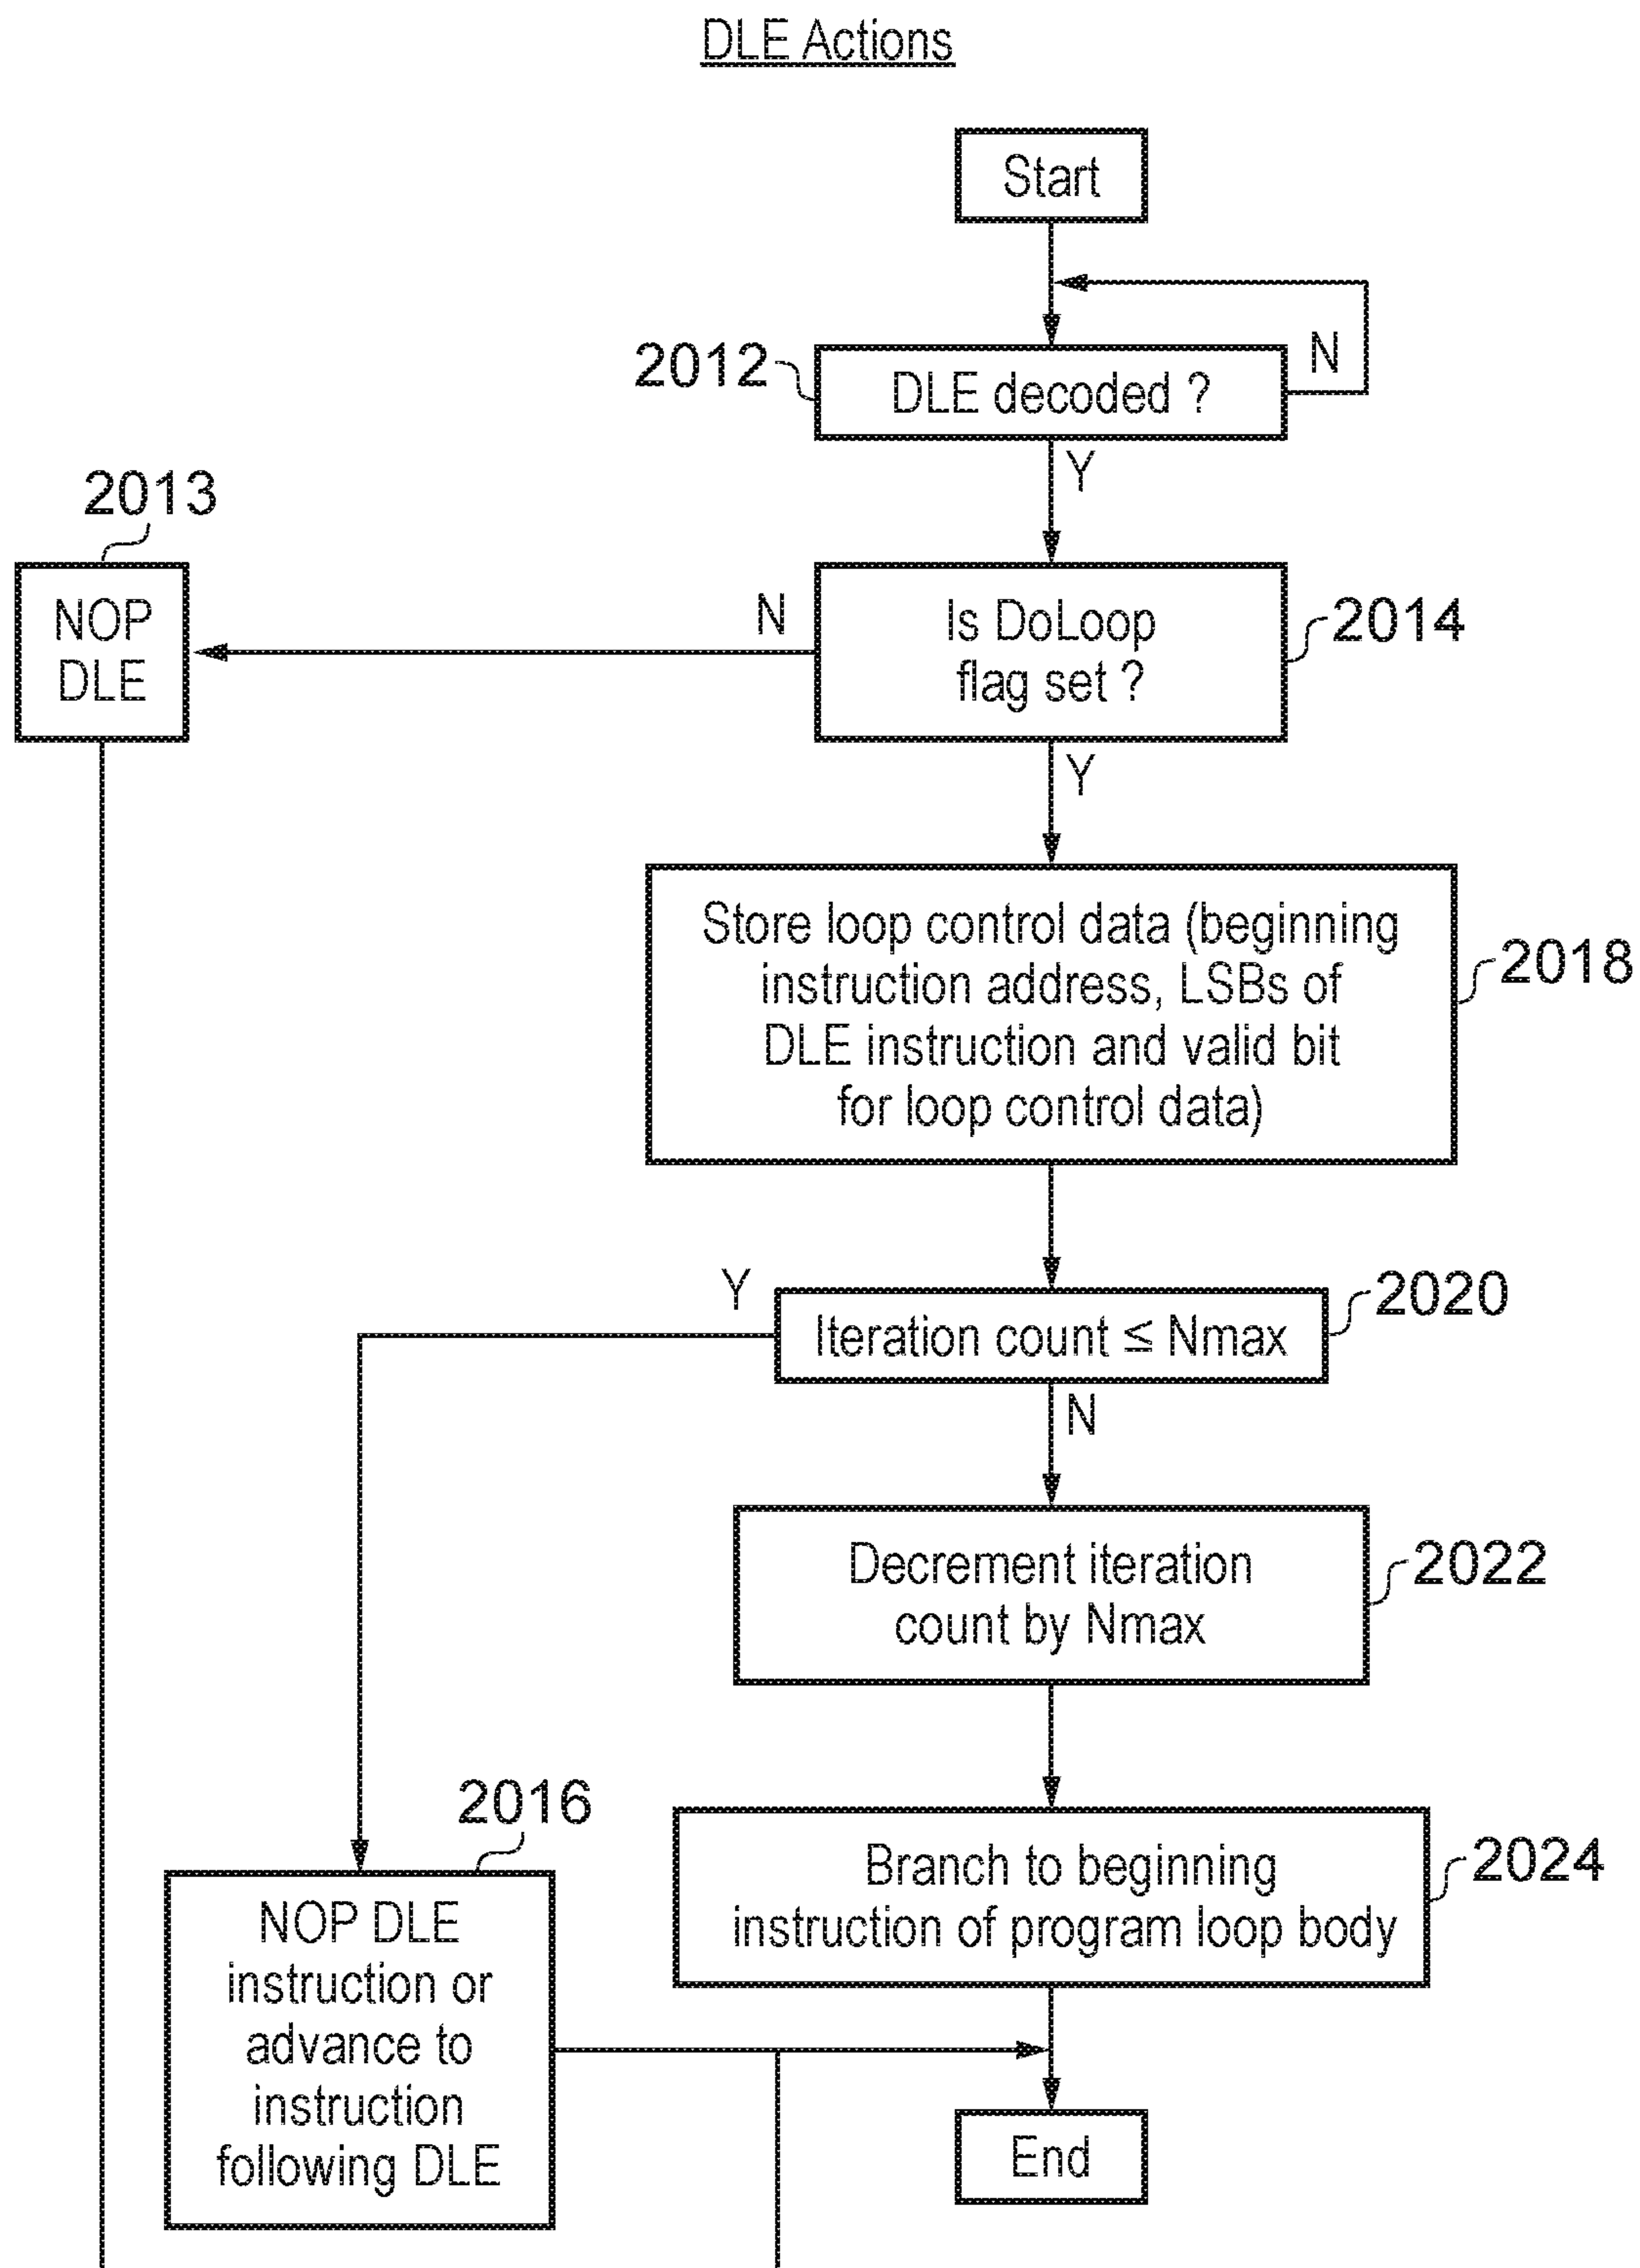 DLE Actions
Start
2012
DLE decoded ?
N
Y
2013
NOP
DLE
N
Is DoLoop
flag set ?
2014
Y
Store loop control data (beginning
instruction address, LSBs of
DLE instruction and valid bit
for loop control data)
2018
Y
Iteration count ≤ Nmax
2020
N
Decrement iteration
count by Nmax
2022
2016
NOP DLE
instruction or
advance to
instruction
following DLE
Branch to beginning
instruction of program loop body
2024
End